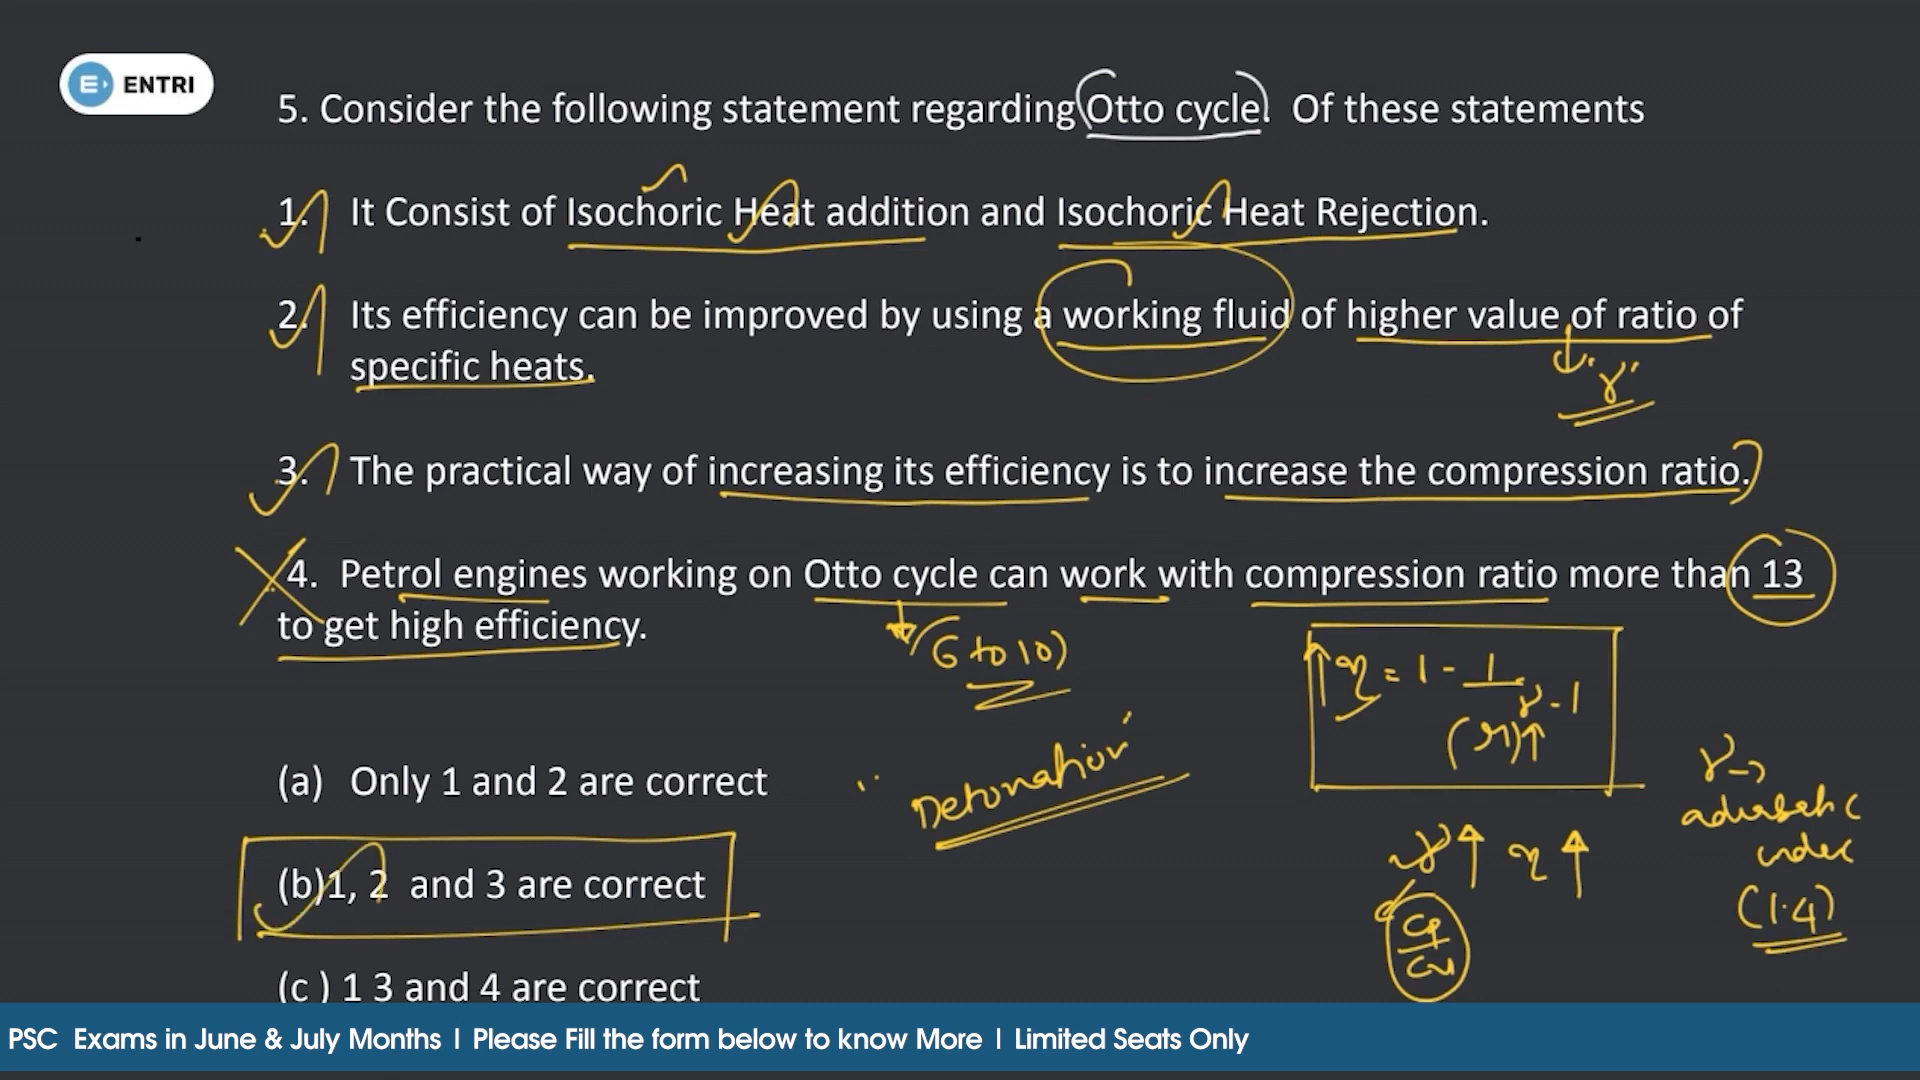 ENTRI
5. Consider the following statement regarding Otto cycle. Of these statements
1. It Consist of Isochoric Heat addition and Isochoric Heat Rejection.
2. Its efficiency can be improved by using a working fluid of higher value of ratio of
specific heats.
"γ"
3. The practical way of increasing its efficiency is to increase the compression ratio.
4. Petrol engines working on Otto cycle can work with compression ratio more than 13
to get high efficiency.
(6 to 10)
↑η = 1 - 1
(r)↑ γ-1
(a) Only 1 and 2 are correct
"Detonation"
γ→
adiabatic
index
(1.4)
γ↑ η↑
(b)1, 2 and 3 are correct
Cp
Cv
(c ) 1 3 and 4 are correct
PSC Exams in June & July Months | Please Fill the form below to know More | Limited Seats Only